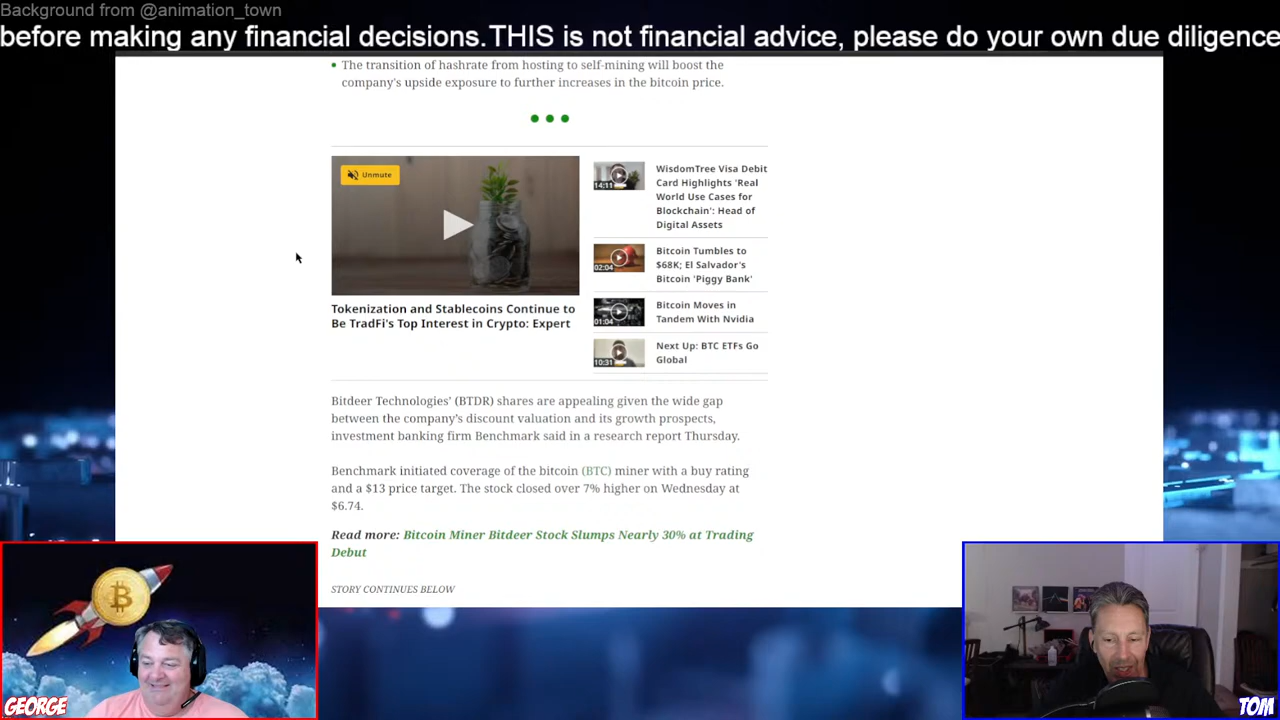 Background from @animation_town
before making any financial decisions.THIS is not financial advice, please do your own due diligence
The transition of hashrate from hosting to self-mining will boost the
company's upside exposure to further increases in the bitcoin price.
Unmute
Tokenization and Stablecoins Continue to
Be TradFi's Top Interest in Crypto: Expert
14:11
WisdomTree Visa Debit
Card Highlights 'Real
World Use Cases for
Blockchain': Head of
Digital Assets
02:04
Bitcoin Tumbles to
$68K; El Salvador's
Bitcoin 'Piggy Bank'
01:04
Bitcoin Moves in
Tandem With Nvidia
10:31
Next Up: BTC ETFs Go
Global
Bitdeer Technologies' (BTDR) shares are appealing given the wide gap
between the company's discount valuation and its growth prospects,
investment banking firm Benchmark said in a research report Thursday.
Benchmark initiated coverage of the bitcoin (BTC) miner with a buy rating
and a $13 price target. The stock closed over 7% higher on Wednesday at
$6.74.
Read more: Bitcoin Miner Bitdeer Stock Slumps Nearly 30% at Trading
Debut
STORY CONTINUES BELOW
GEORGE
TOM